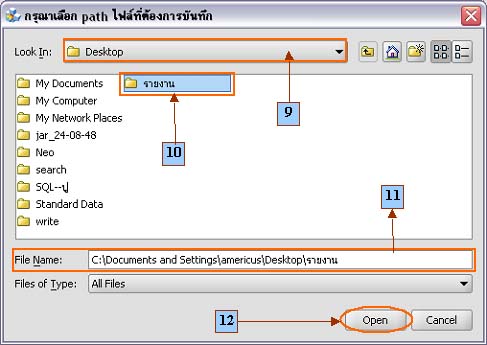 กรุณาเลือก path ไฟล์ที่ต้องการบันทึก
Look In: Desktop
My Documents รายงาน
My Computer
My Network Places
9
jar_24-08-48
Neo
10
search
SQL--ปู
11
Standard Data
write
File Name: C:\Documents and Settings\americus\Desktop\รายงาน
Files of Type: All Files
12 Open Cancel